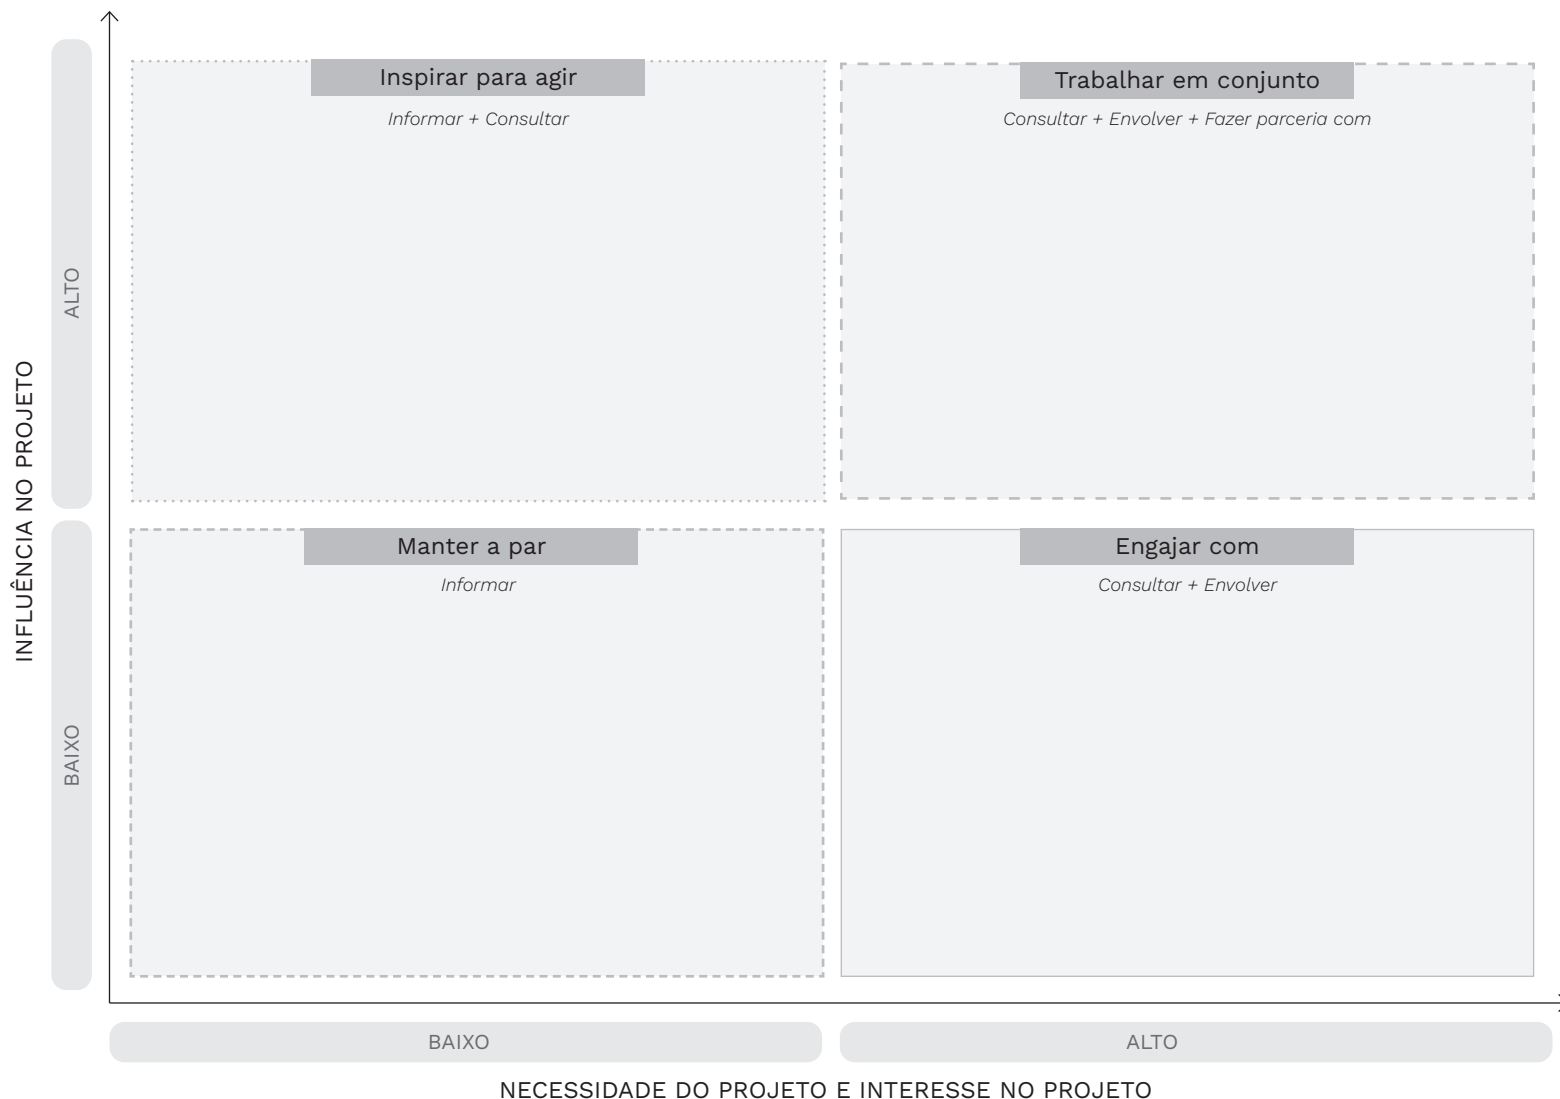 Inspirar para agir
Informar + Consultar
Trabalhar em conjunto
Consultar + Envolver + Fazer parceria com
ALTO
INFLUÊNCIA NO PROJETO
Manter a par
Informar
Engajar com
Consultar + Envolver
BAIXO
BAIXO
ALTO
NECESSIDADE DO PROJETO E INTERESSE NO PROJETO